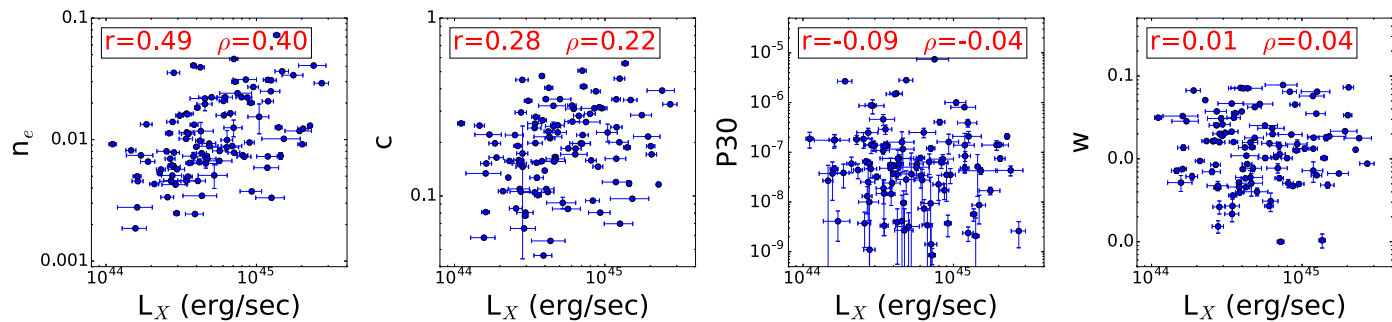 0.1
r=0.49 ρ=0.40
0.01
0.001
n_e
10^44
10^45
L_X (erg/sec)
1
r=0.28 ρ=0.22
0.1
c
10^44
10^45
L_X (erg/sec)
r=-0.09 ρ=-0.04
10^-5
10^-6
10^-7
10^-8
10^-9
P30
10^44
10^45
L_X (erg/sec)
r=0.01 ρ=0.04
0.1
0.0
0.0
w
10^44
10^45
L_X (erg/sec)